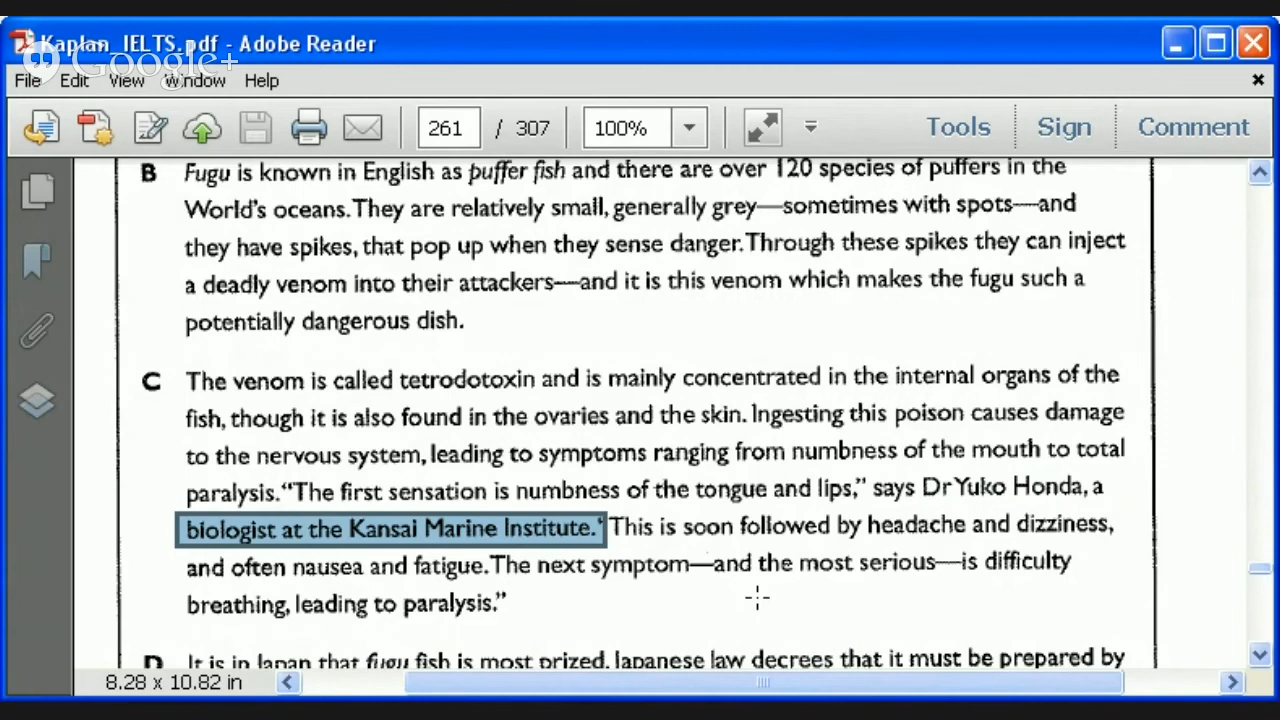 Kaplan_IELTS.pdf - Adobe Reader
Google+
File Edit View Window Help
261 / 307 100% Tools Sign Comment
B Fugu is known in English as puffer fish and there are over 120 species of puffers in the
World's oceans. They are relatively small, generally grey—sometimes with spots—and
they have spikes, that pop up when they sense danger. Through these spikes they can inject
a deadly venom into their attackers—and it is this venom which makes the fugu such a
potentially dangerous dish.
C The venom is called tetrodotoxin and is mainly concentrated in the internal organs of the
fish, though it is also found in the ovaries and the skin. Ingesting this poison causes damage
to the nervous system, leading to symptoms ranging from numbness of the mouth to total
paralysis. “The first sensation is numbness of the tongue and lips,” says Dr Yuko Honda, a
biologist at the Kansai Marine Institute. ‘This is soon followed by headache and dizziness,
and often nausea and fatigue. The next symptom—and the most serious—is difficulty
breathing, leading to paralysis.”
D It is in Japan that fugu fish is most prized. Japanese law decrees that it must be prepared by
8.28 x 10.82 in